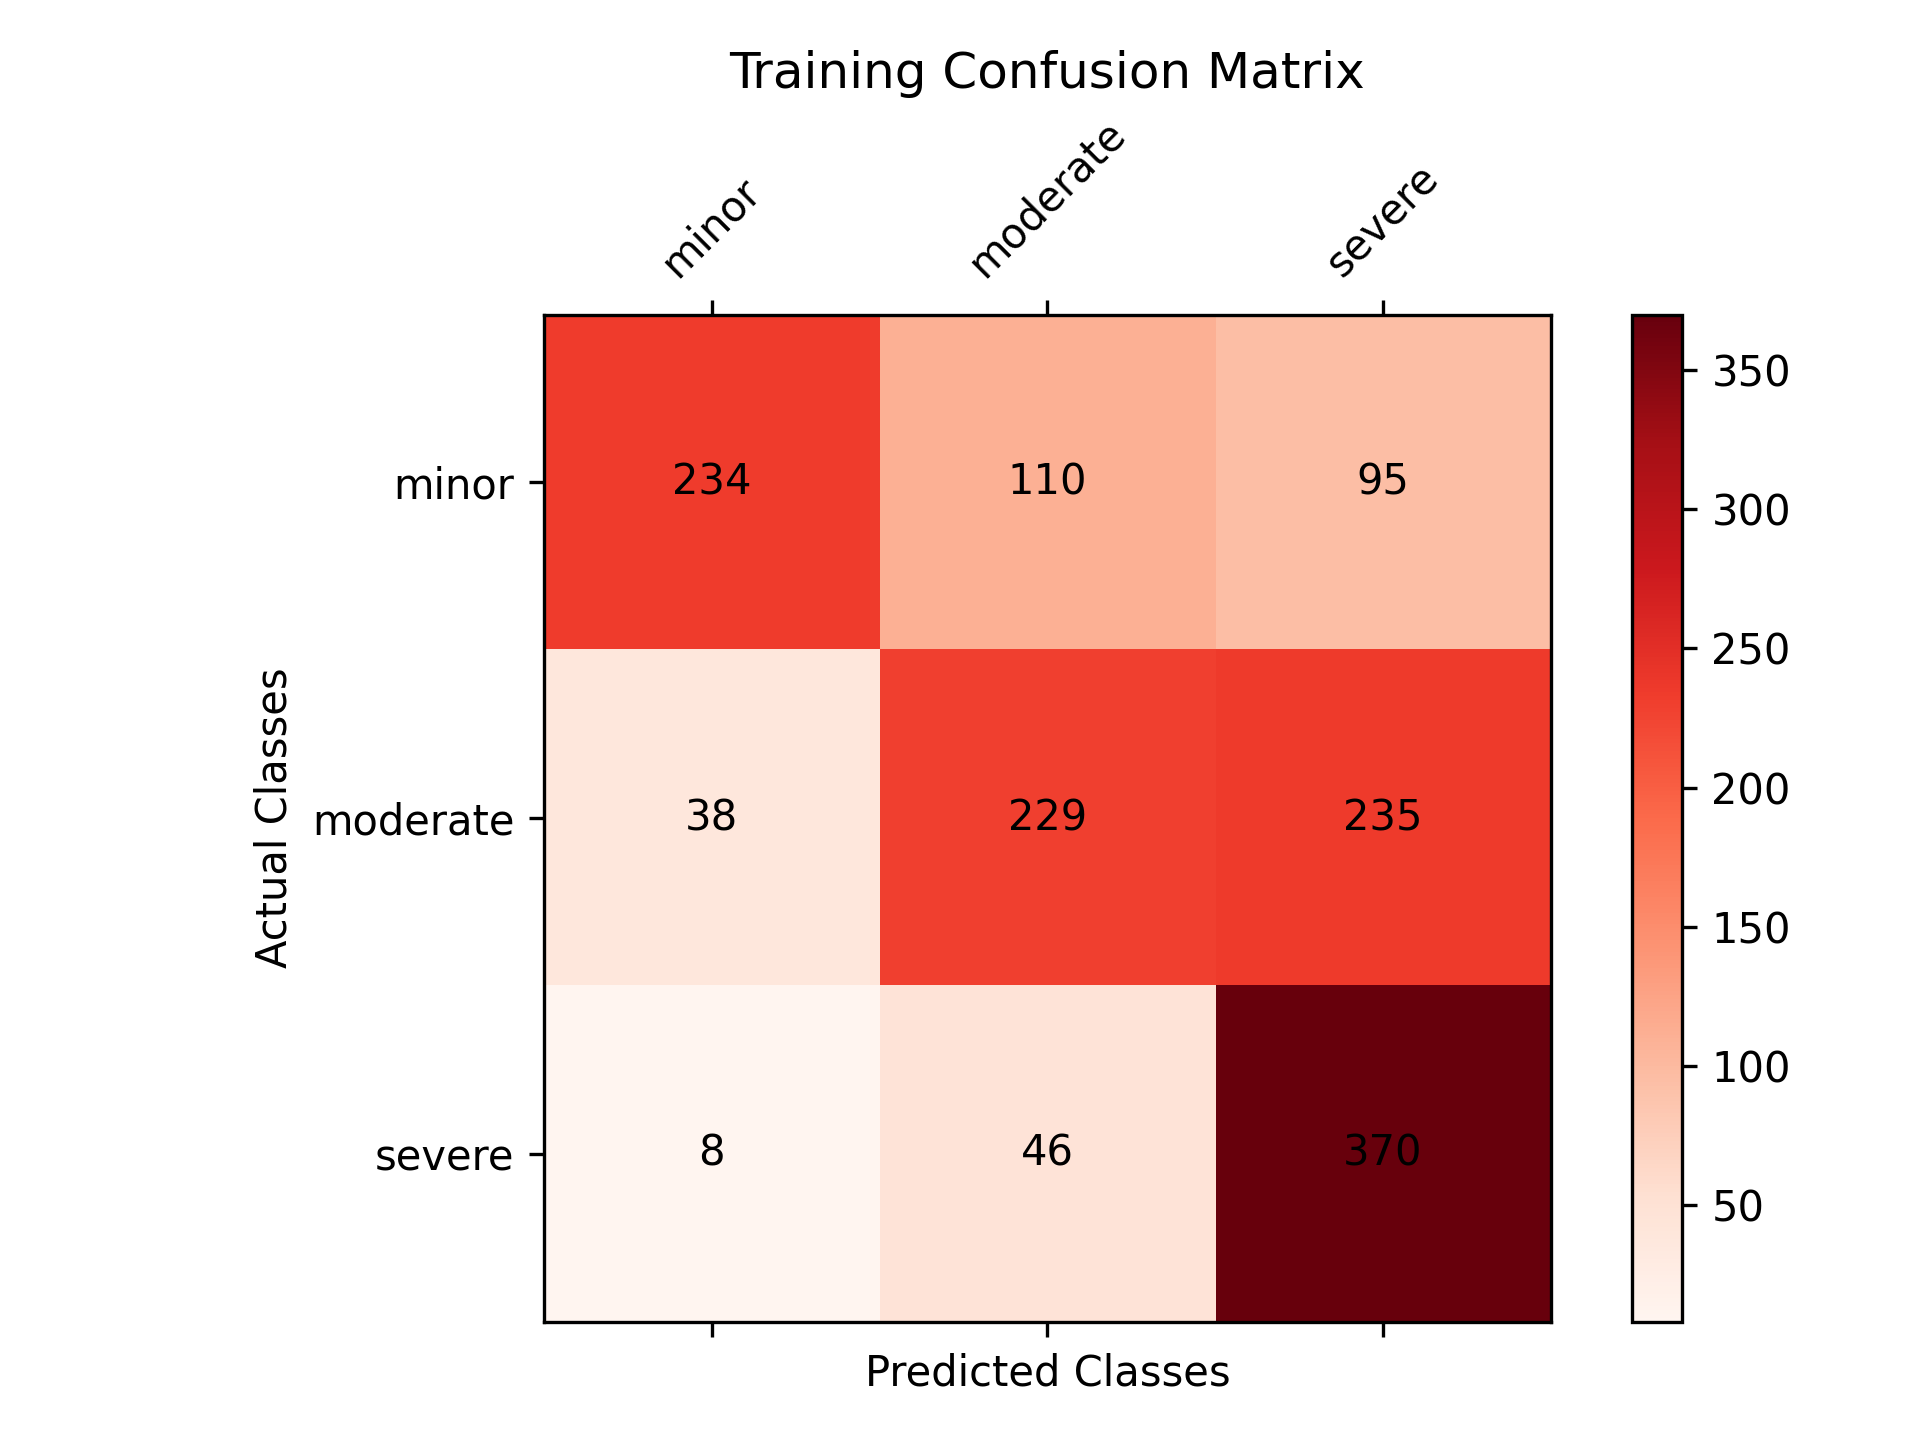 Training Confusion Matrix
minor moderate severe
minor 234 110 95
moderate 38 229 235
severe 8 46 370
Actual Classes
Predicted Classes
350
300
250
200
150
100
50